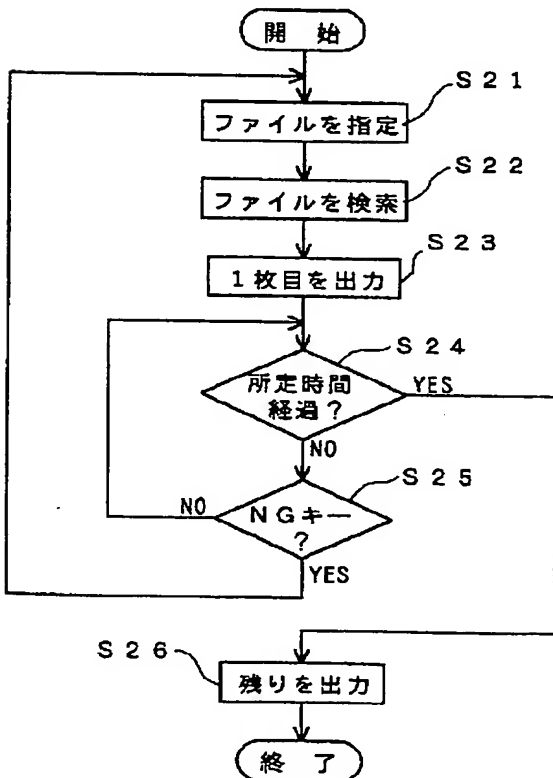 開 始
S21
ファイルを指定
S22
ファイルを検索
S23
1枚目を出力
S24
所定時間
経過?
YES
NO
S25
NGキー
?
NO
YES
S26
残りを出力
終 了